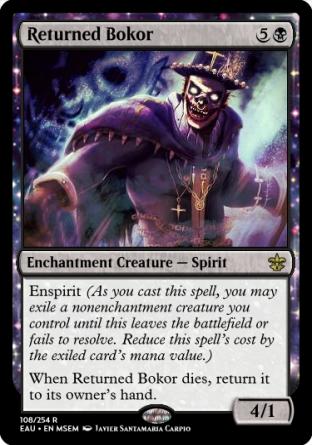 Returned Bokor 5
Enchantment Creature — Spirit
Enspirit (As you cast this spell, you may
exile a nonenchantment creature you
control until this leaves the battlefield or
fails to resolve. Reduce this spell's cost by
the exiled card's mana value.)
When Returned Bokor dies, return it
to its owner's hand.
4/1
108/254 R
EAU • EN MSEM Javier Santamaria Carpio